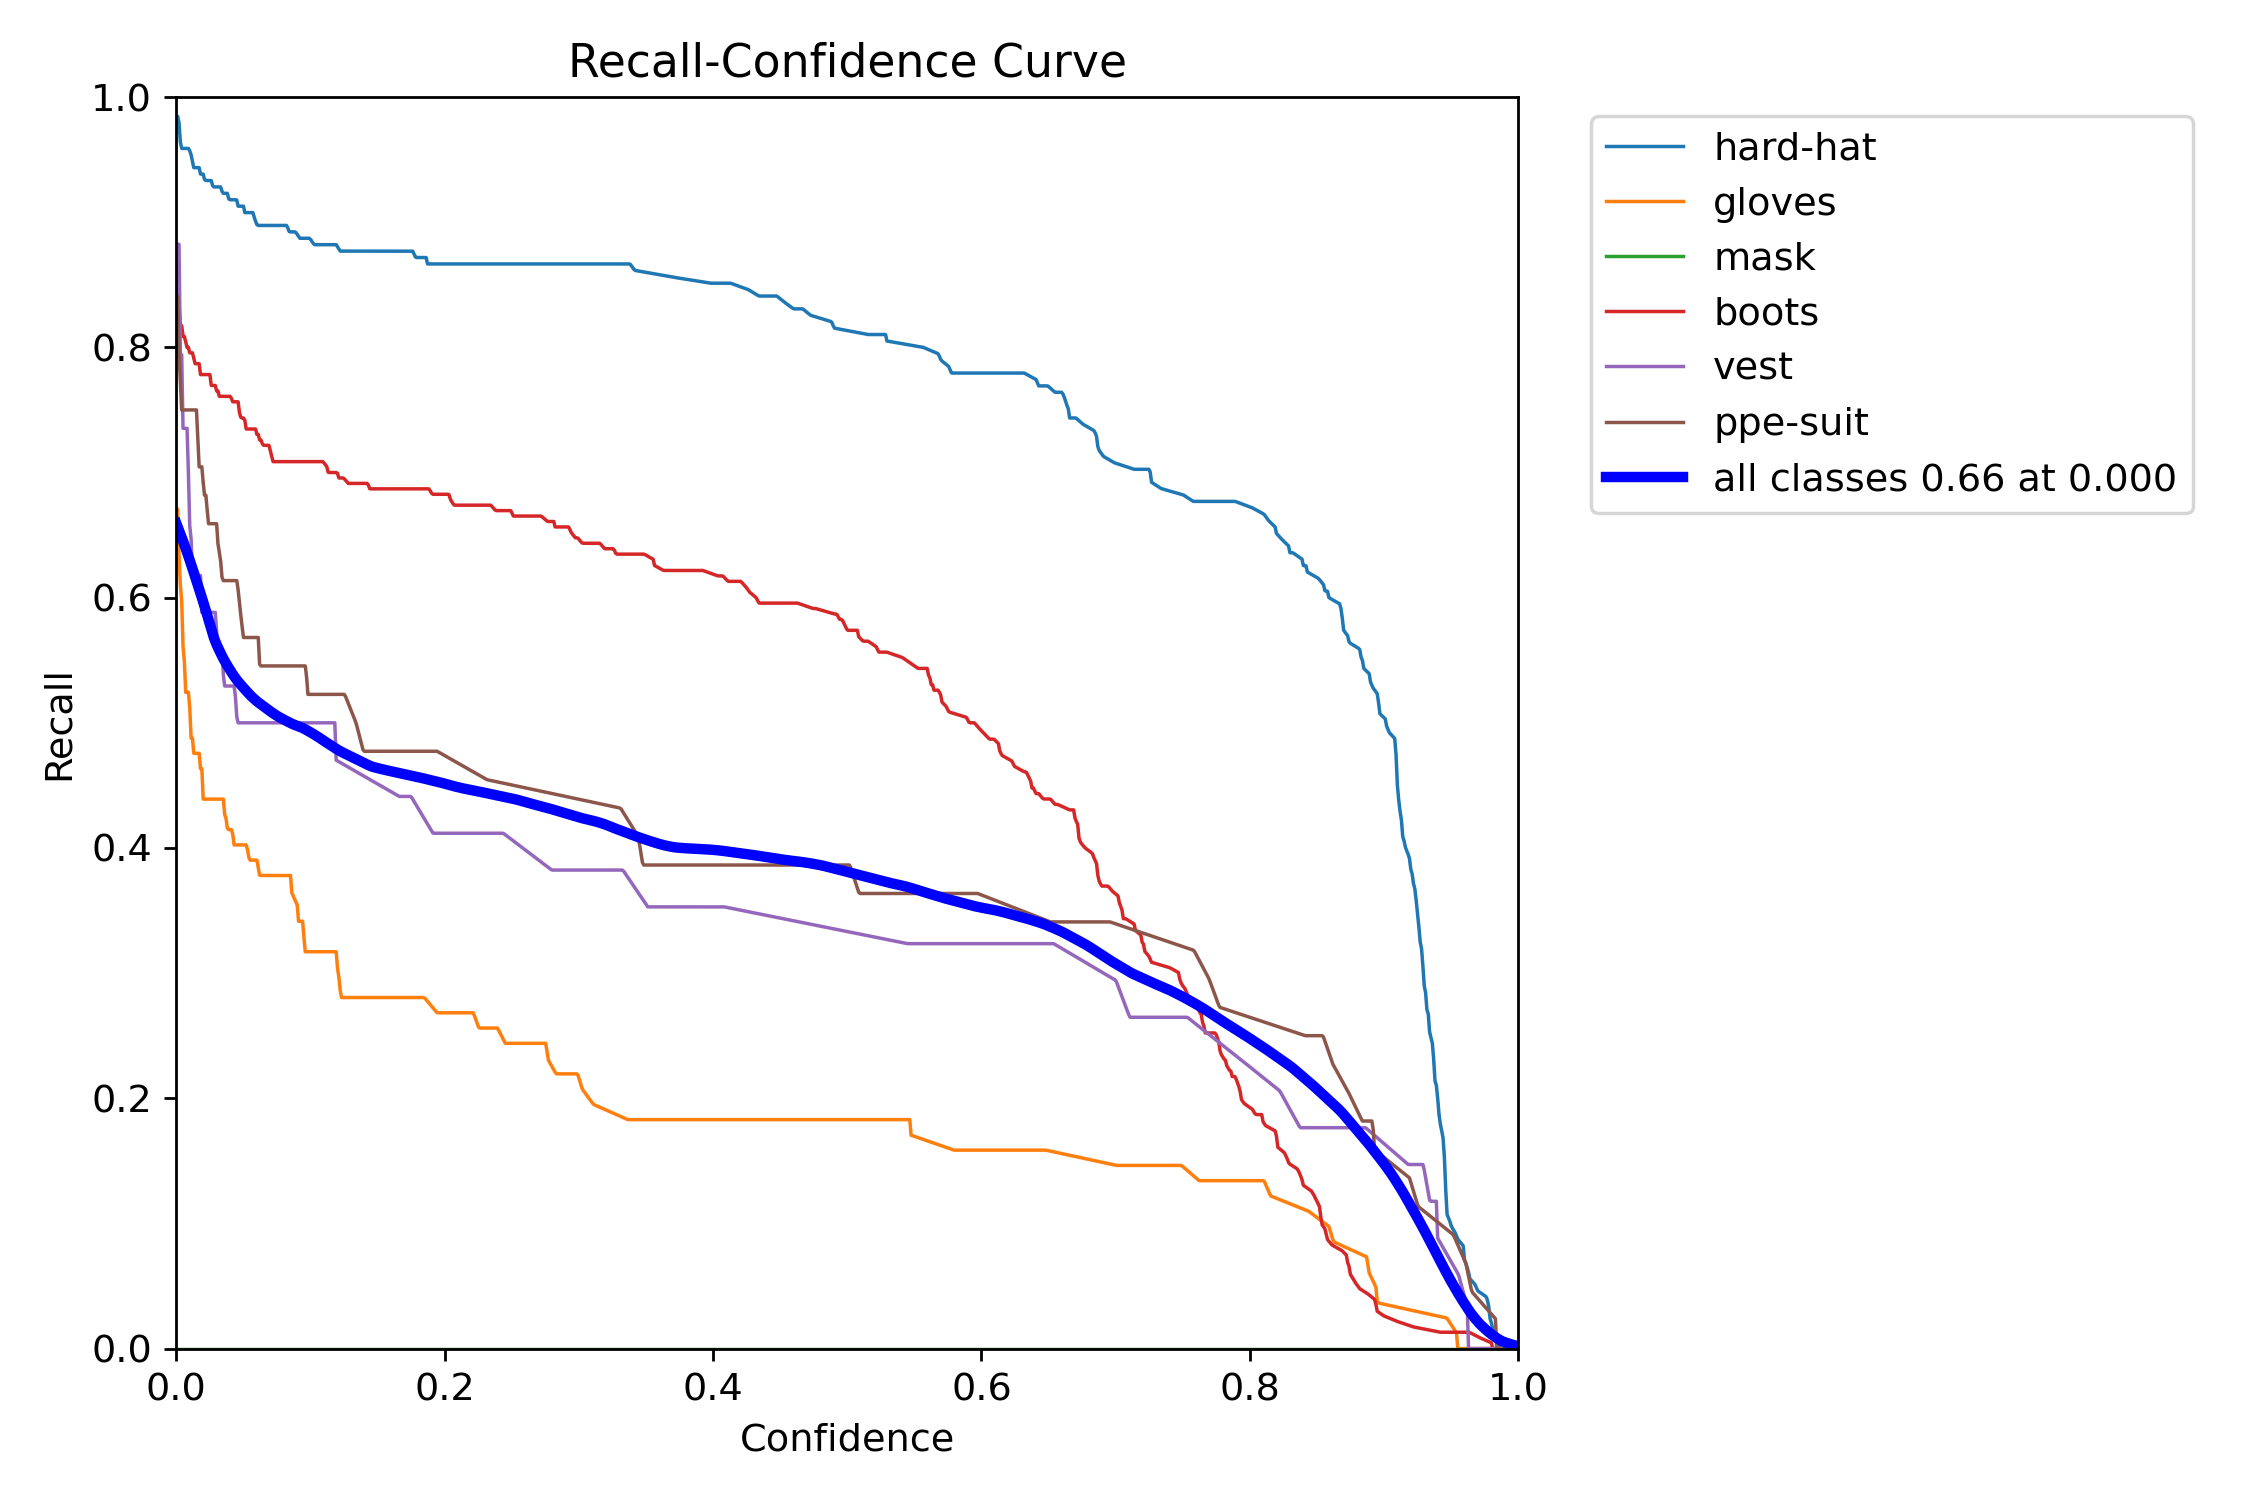 Recall-Confidence Curve
1.0
0.8
0.6
0.4
0.2
0.0
Recall
0.0 0.2 0.4 0.6 0.8 1.0
Confidence
hard-hat
gloves
mask
boots
vest
ppe-suit
all classes 0.66 at 0.000